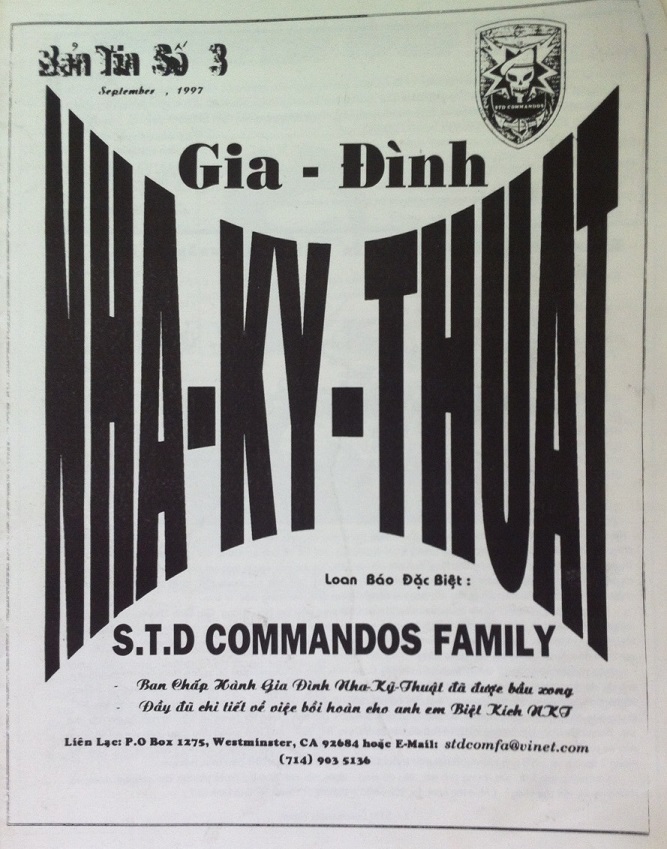 Bản Tin Số 3
September , 1997
STD COMMANDOS
Gia - Đình
NHA-KY-THUAT
Loan Báo Đặc Biệt :
S.T.D COMMANDOS FAMILY
- Ban Chấp Hành Gia Đình Nha-Kỹ-Thuật đã được bầu xong
- Đầy đủ chi tiết về việc bồi hoàn cho anh em Biệt Kích NKT
Liên Lạc: P.O Box 1275, Westminster, CA 92684 hoặc E-Mail: stdcomfa@vinet.com
(714) 903 5136